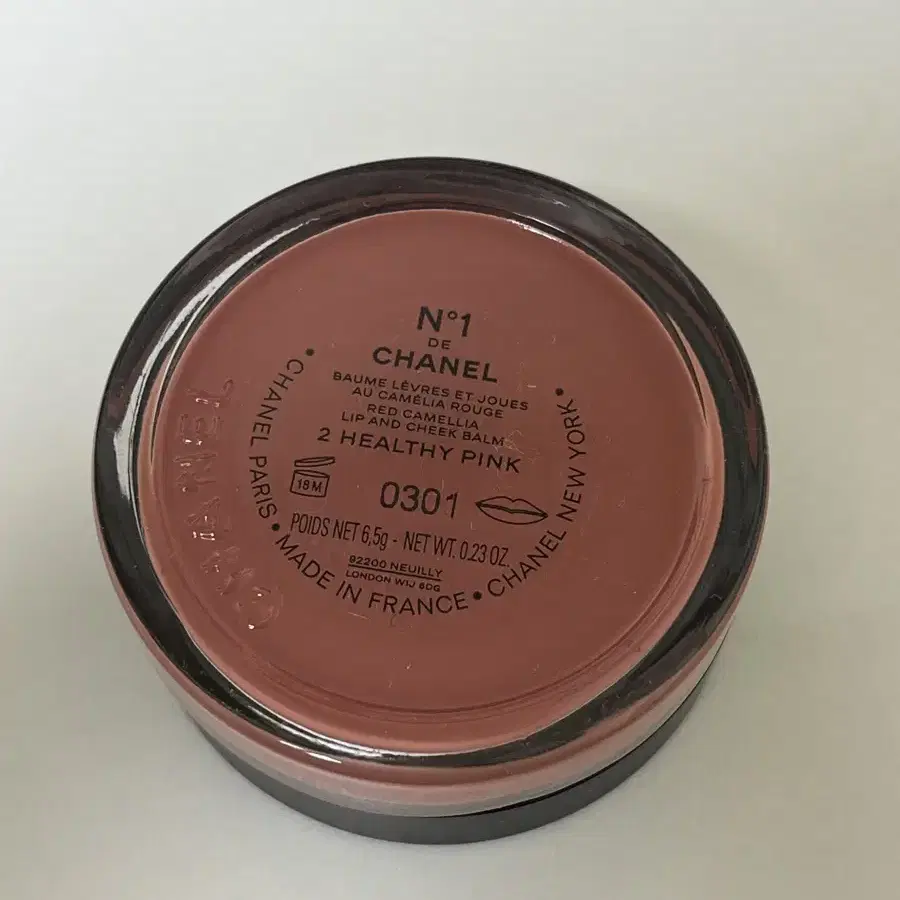 N°1
DE
CHANEL
BAUME LÈVRES ET JOUES
AU CAMÉLIA ROUGE
RED CAMELLIA
LIP AND CHEEK BALM
2 HEALTHY PINK
18M
0301
POIDS NET 6,5g - NET WT. 0.23 OZ.
92200 NEUILLY
LONDON W1J 6DG
• CHANEL PARIS • MADE IN FRANCE • CHANEL NEW YORK •
CHANEL